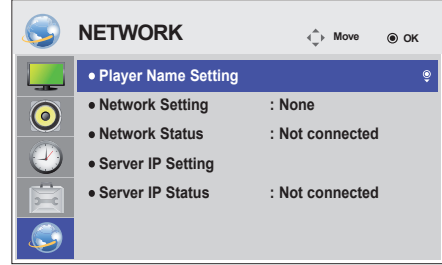 NETWORK Move OK
• Player Name Setting
• Network Setting : None
• Network Status : Not connected
• Server IP Setting
• Server IP Status : Not connected